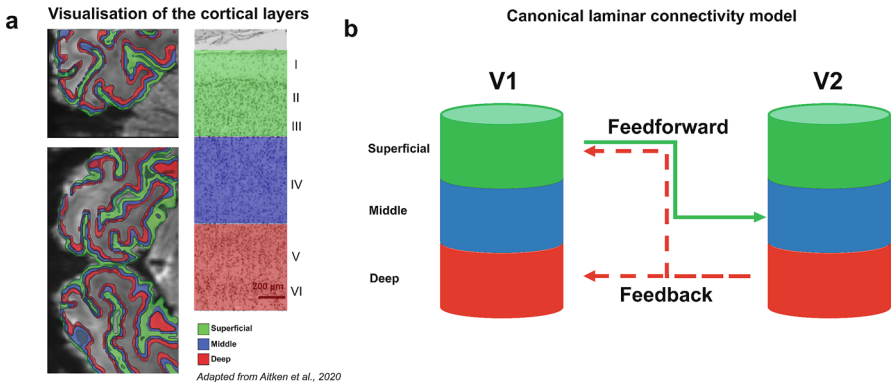 a
Visualisation of the cortical layers
I
II
III
IV
V
VI
200 µm
Superficial
Middle
Deep
Adapted from Aitken et al., 2020
b
Canonical laminar connectivity model
V1
V2
Superficial
Middle
Deep
Feedforward
Feedback